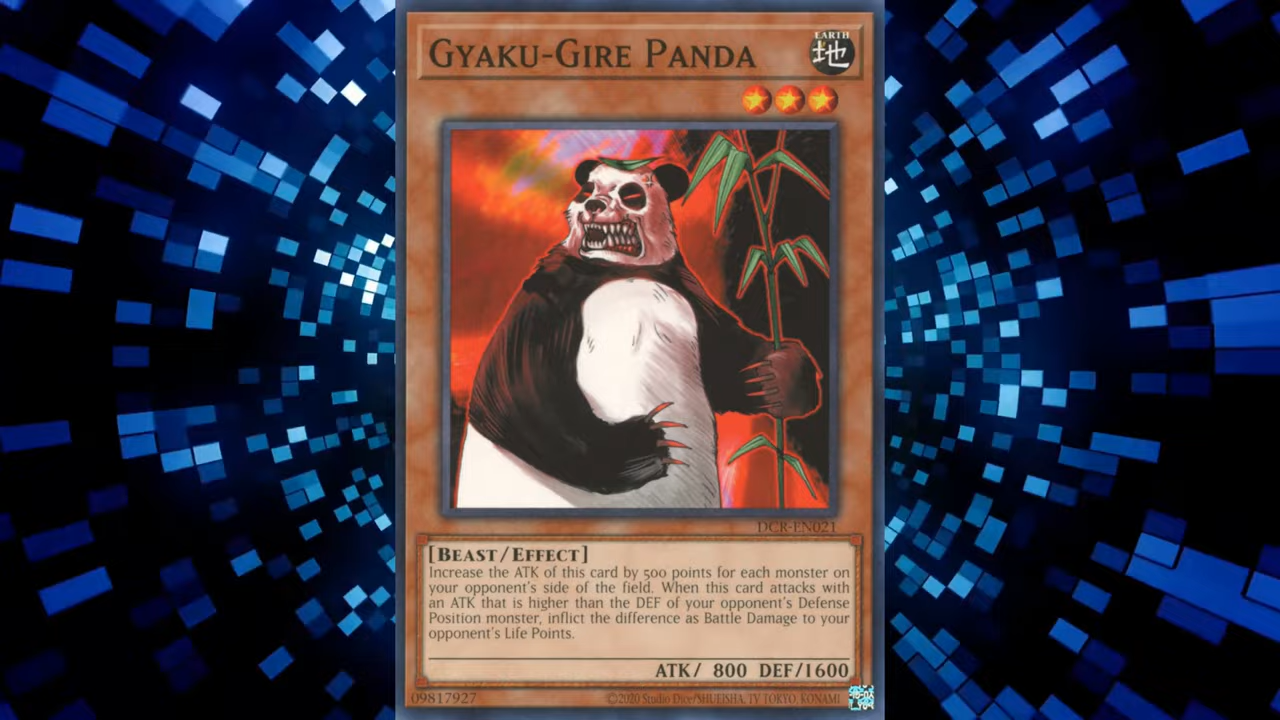 Gyaku-Gire Panda
EARTH
地
DCR-EN021
[Beast/Effect]
Increase the ATK of this card by 500 points for each monster on
your opponent's side of the field. When this card attacks with
an ATK that is higher than the DEF of your opponent's Defense
Position monster, inflict the difference as Battle Damage to your
opponent's Life Points.
ATK/ 800 DEF/1600
09817927
©2020 Studio Dice/SHUEISHA, TV TOKYO, KONAMI